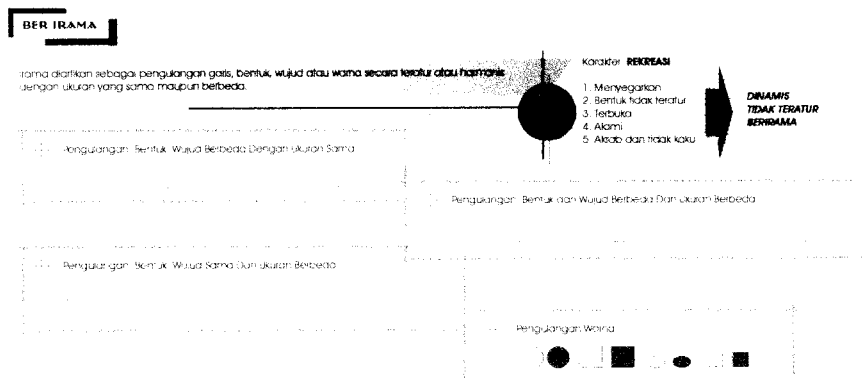 BER IRAMA
irama diartikan sebagai pengulangan garis, bentuk, wujud atau warna secara teratur atau harmonis
dengan ukuran yang sama maupun berbeda.
Karakter REKREASI
1. Menyegarkan
2. Bentuk tidak teratur
3. Terbuka
4. Alami
5. Akrab dan tidak kaku
DINAMIS
TIDAK TERATUR
BERIRAMA
Pengulangan Bentuk Wujud Berbeda Dengan ukuran Sama
Pengulangan Bentuk dan Wujud Berbeda Dan ukuran Berbeda
Pengulangan Bentuk Wujud Sama Dan ukuran Berbeda
Pengulangan Warna